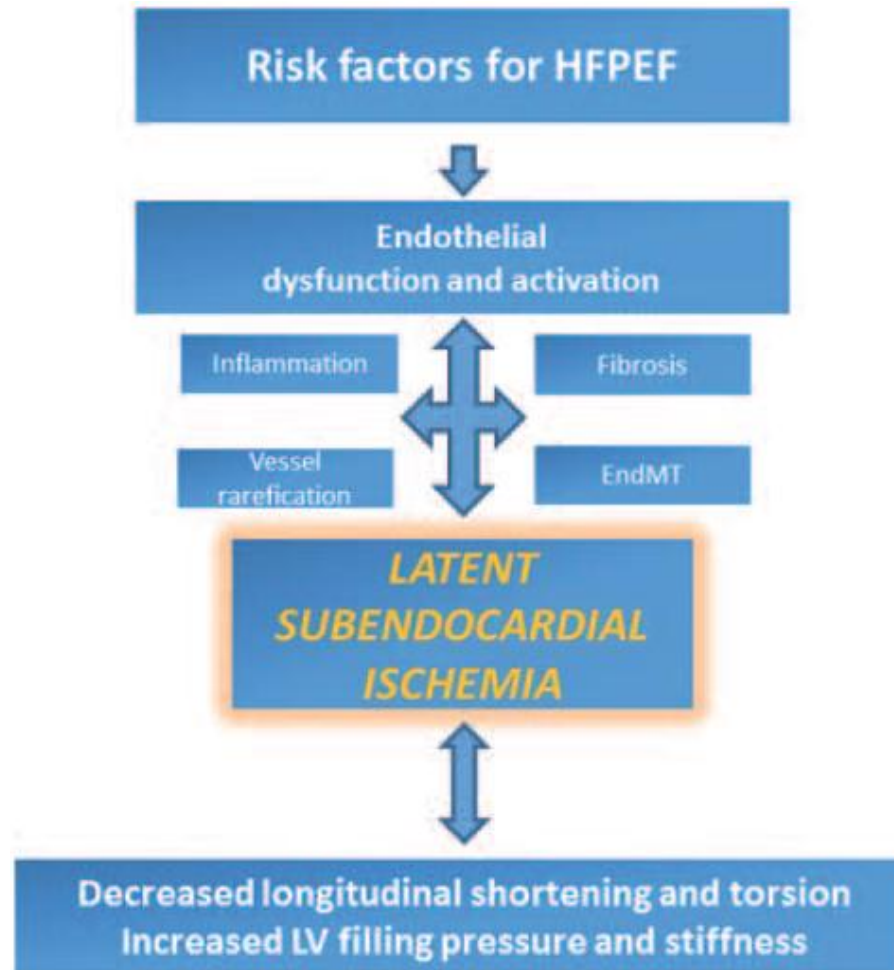 Risk factors for HFPEF
Endothelial
dysfunction and activation
Inflammation
Fibrosis
Vessel
rarefication
EndMT
LATENT
SUBENDOCARDIAL
ISCHEMIA
Decreased longitudinal shortening and torsion
Increased LV filling pressure and stiffness